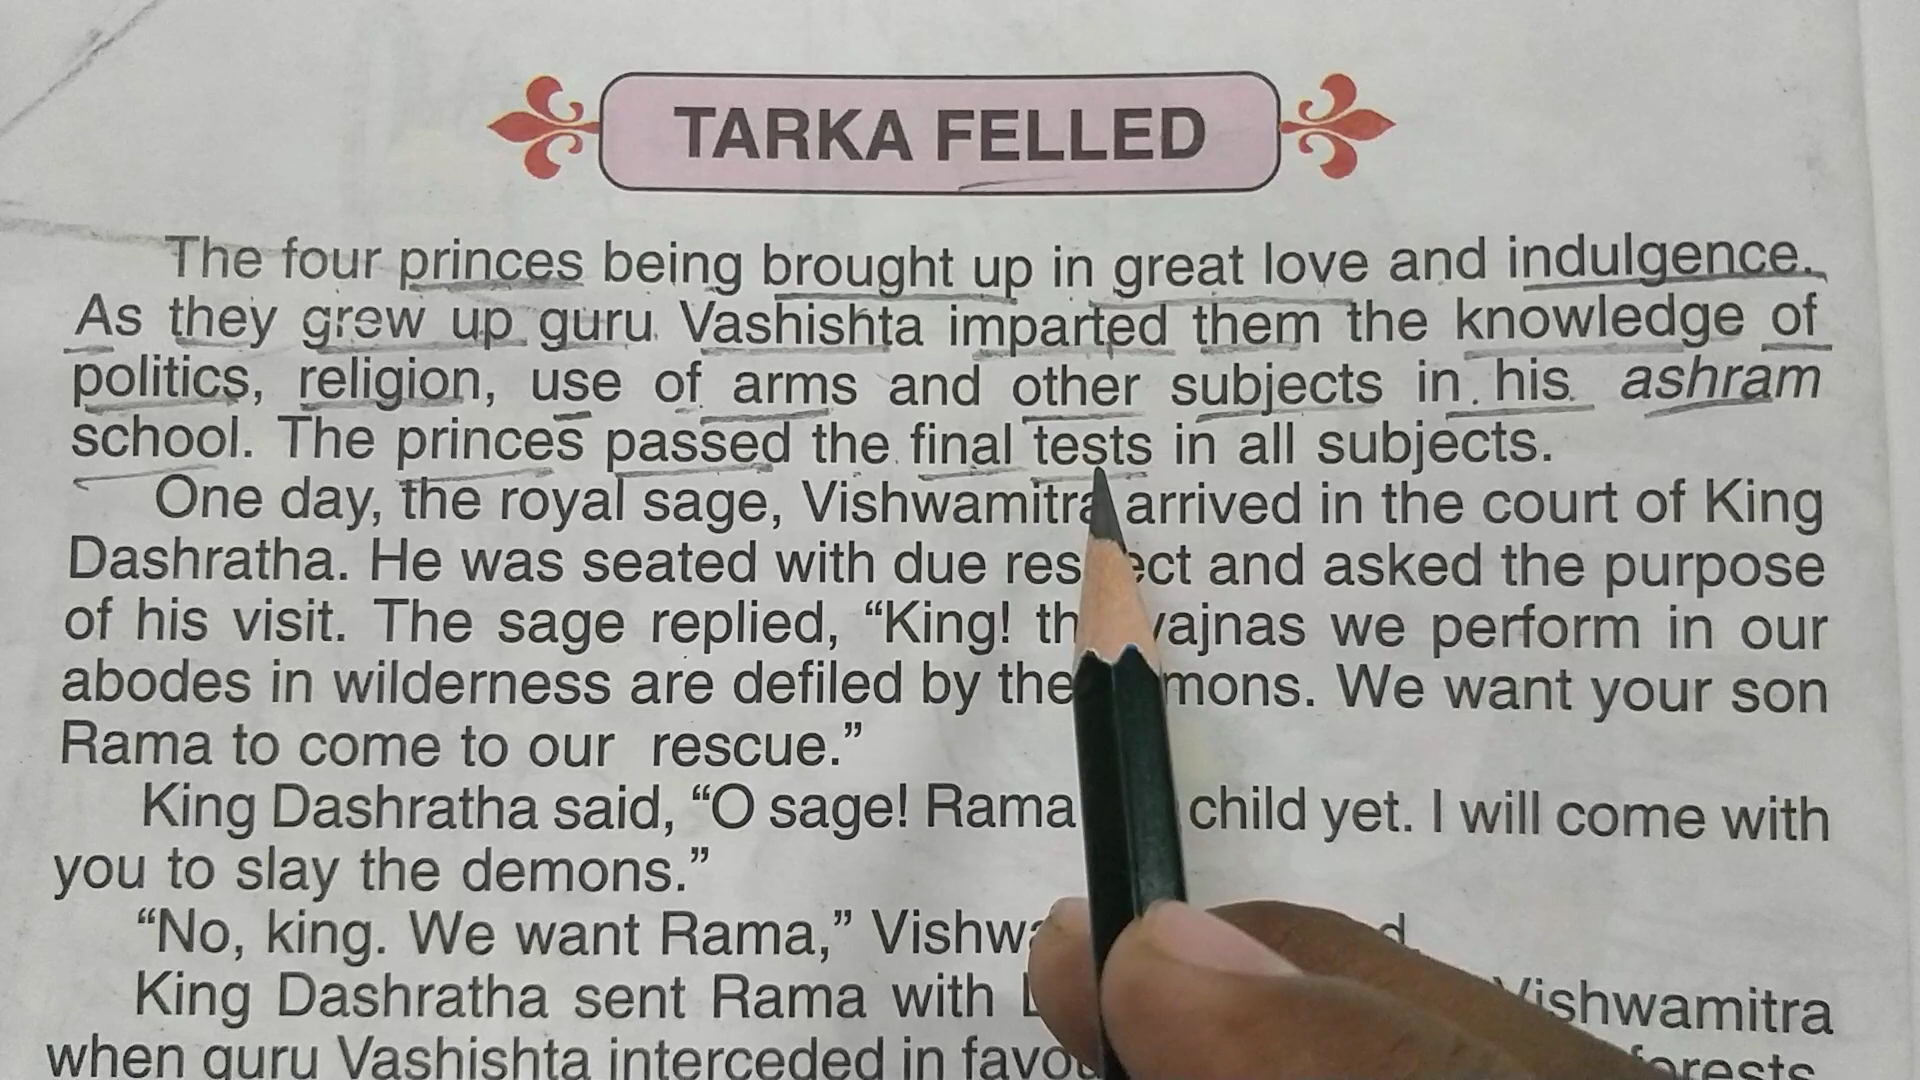 TARKA FELLED
The four princes being brought up in great love and indulgence.
As they grew up guru Vashishta imparted them the knowledge of
politics, religion, use of arms and other subjects in his ashram
school. The princes passed the final tests in all subjects.
One day, the royal sage, Vishwamitra arrived in the court of King
Dashratha. He was seated with due respect and asked the purpose
of his visit. The sage replied, “King! the yajnas we perform in our
abodes in wilderness are defiled by the demons. We want your son
Rama to come to our rescue.”
King Dashratha said, “O sage! Rama child yet. I will come with
you to slay the demons.”
“No, king. We want Rama,”
King Dashratha sent Rama with Vishwamitra
when guru Vashishta interceded in forests